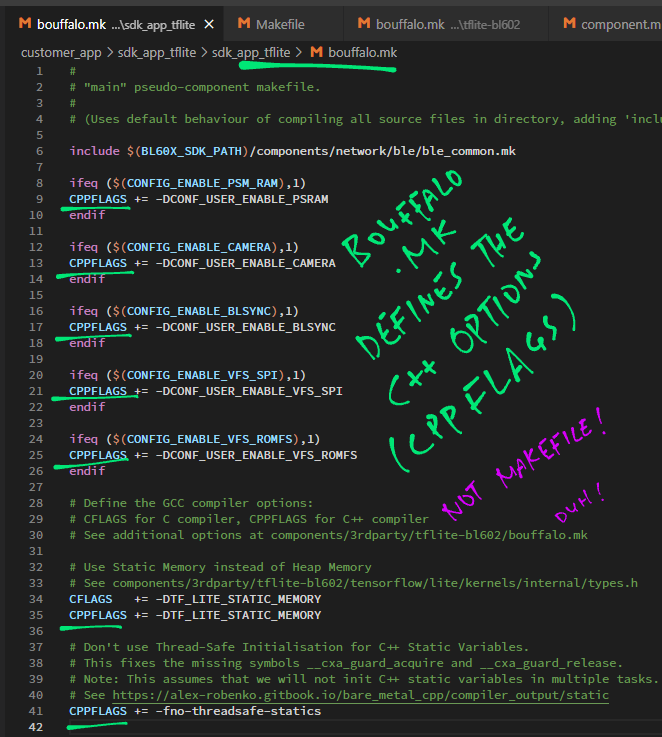 bouffalo.mk ...\sdk_app_tflite
Makefile
bouffalo.mk ...\tflite-bl602
component.m
customer_app > sdk_app_tflite > sdk_app_tflite > bouffalo.mk
1 #
2 # "main" pseudo-component makefile.
3 #
4 # (Uses default behaviour of compiling all source files in directory, adding 'inclu
5
6 include $(BL60X_SDK_PATH)/components/network/ble/ble_common.mk
7
8 ifeq ($(CONFIG_ENABLE_PSM_RAM),1)
9 CPPFLAGS += -DCONF_USER_ENABLE_PSRAM
10 endif
11
12 ifeq ($(CONFIG_ENABLE_CAMERA),1)
13 CPPFLAGS += -DCONF_USER_ENABLE_CAMERA
14 endif
15
16 ifeq ($(CONFIG_ENABLE_BLSYNC),1)
17 CPPFLAGS += -DCONF_USER_ENABLE_BLSYNC
18 endif
19
20 ifeq ($(CONFIG_ENABLE_VFS_SPI),1)
21 CPPFLAGS += -DCONF_USER_ENABLE_VFS_SPI
22 endif
23
24 ifeq ($(CONFIG_ENABLE_VFS_ROMFS),1)
25 CPPFLAGS += -DCONF_USER_ENABLE_VFS_ROMFS
26 endif
27
28 # Define the GCC compiler options:
29 # CFLAGS for C compiler, CPPFLAGS for C++ compiler
30 # See additional options at components/3rdparty/tflite-bl602/bouffalo.mk
31
32 # Use Static Memory instead of Heap Memory
33 # See components/3rdparty/tflite-bl602/tensorflow/lite/kernels/internal/types.h
34 CFLAGS += -DTF_LITE_STATIC_MEMORY
35 CPPFLAGS += -DTF_LITE_STATIC_MEMORY
36
37 # Don't use Thread-Safe Initialisation for C++ Static Variables.
38 # This fixes the missing symbols __cxa_guard_acquire and __cxa_guard_release.
39 # Note: This assumes that we will not init C++ static variables in multiple tasks.
40 # See https://alex-robenko.gitbook.io/bare_metal_cpp/compiler_output/static
41 CPPFLAGS += -fno-threadsafe-statics
42
BOUFFALO
.MK
DEFINES THE
C++ OPTIONS
(CPPFLAGS)
NOT MAKEFILE!
DUH!